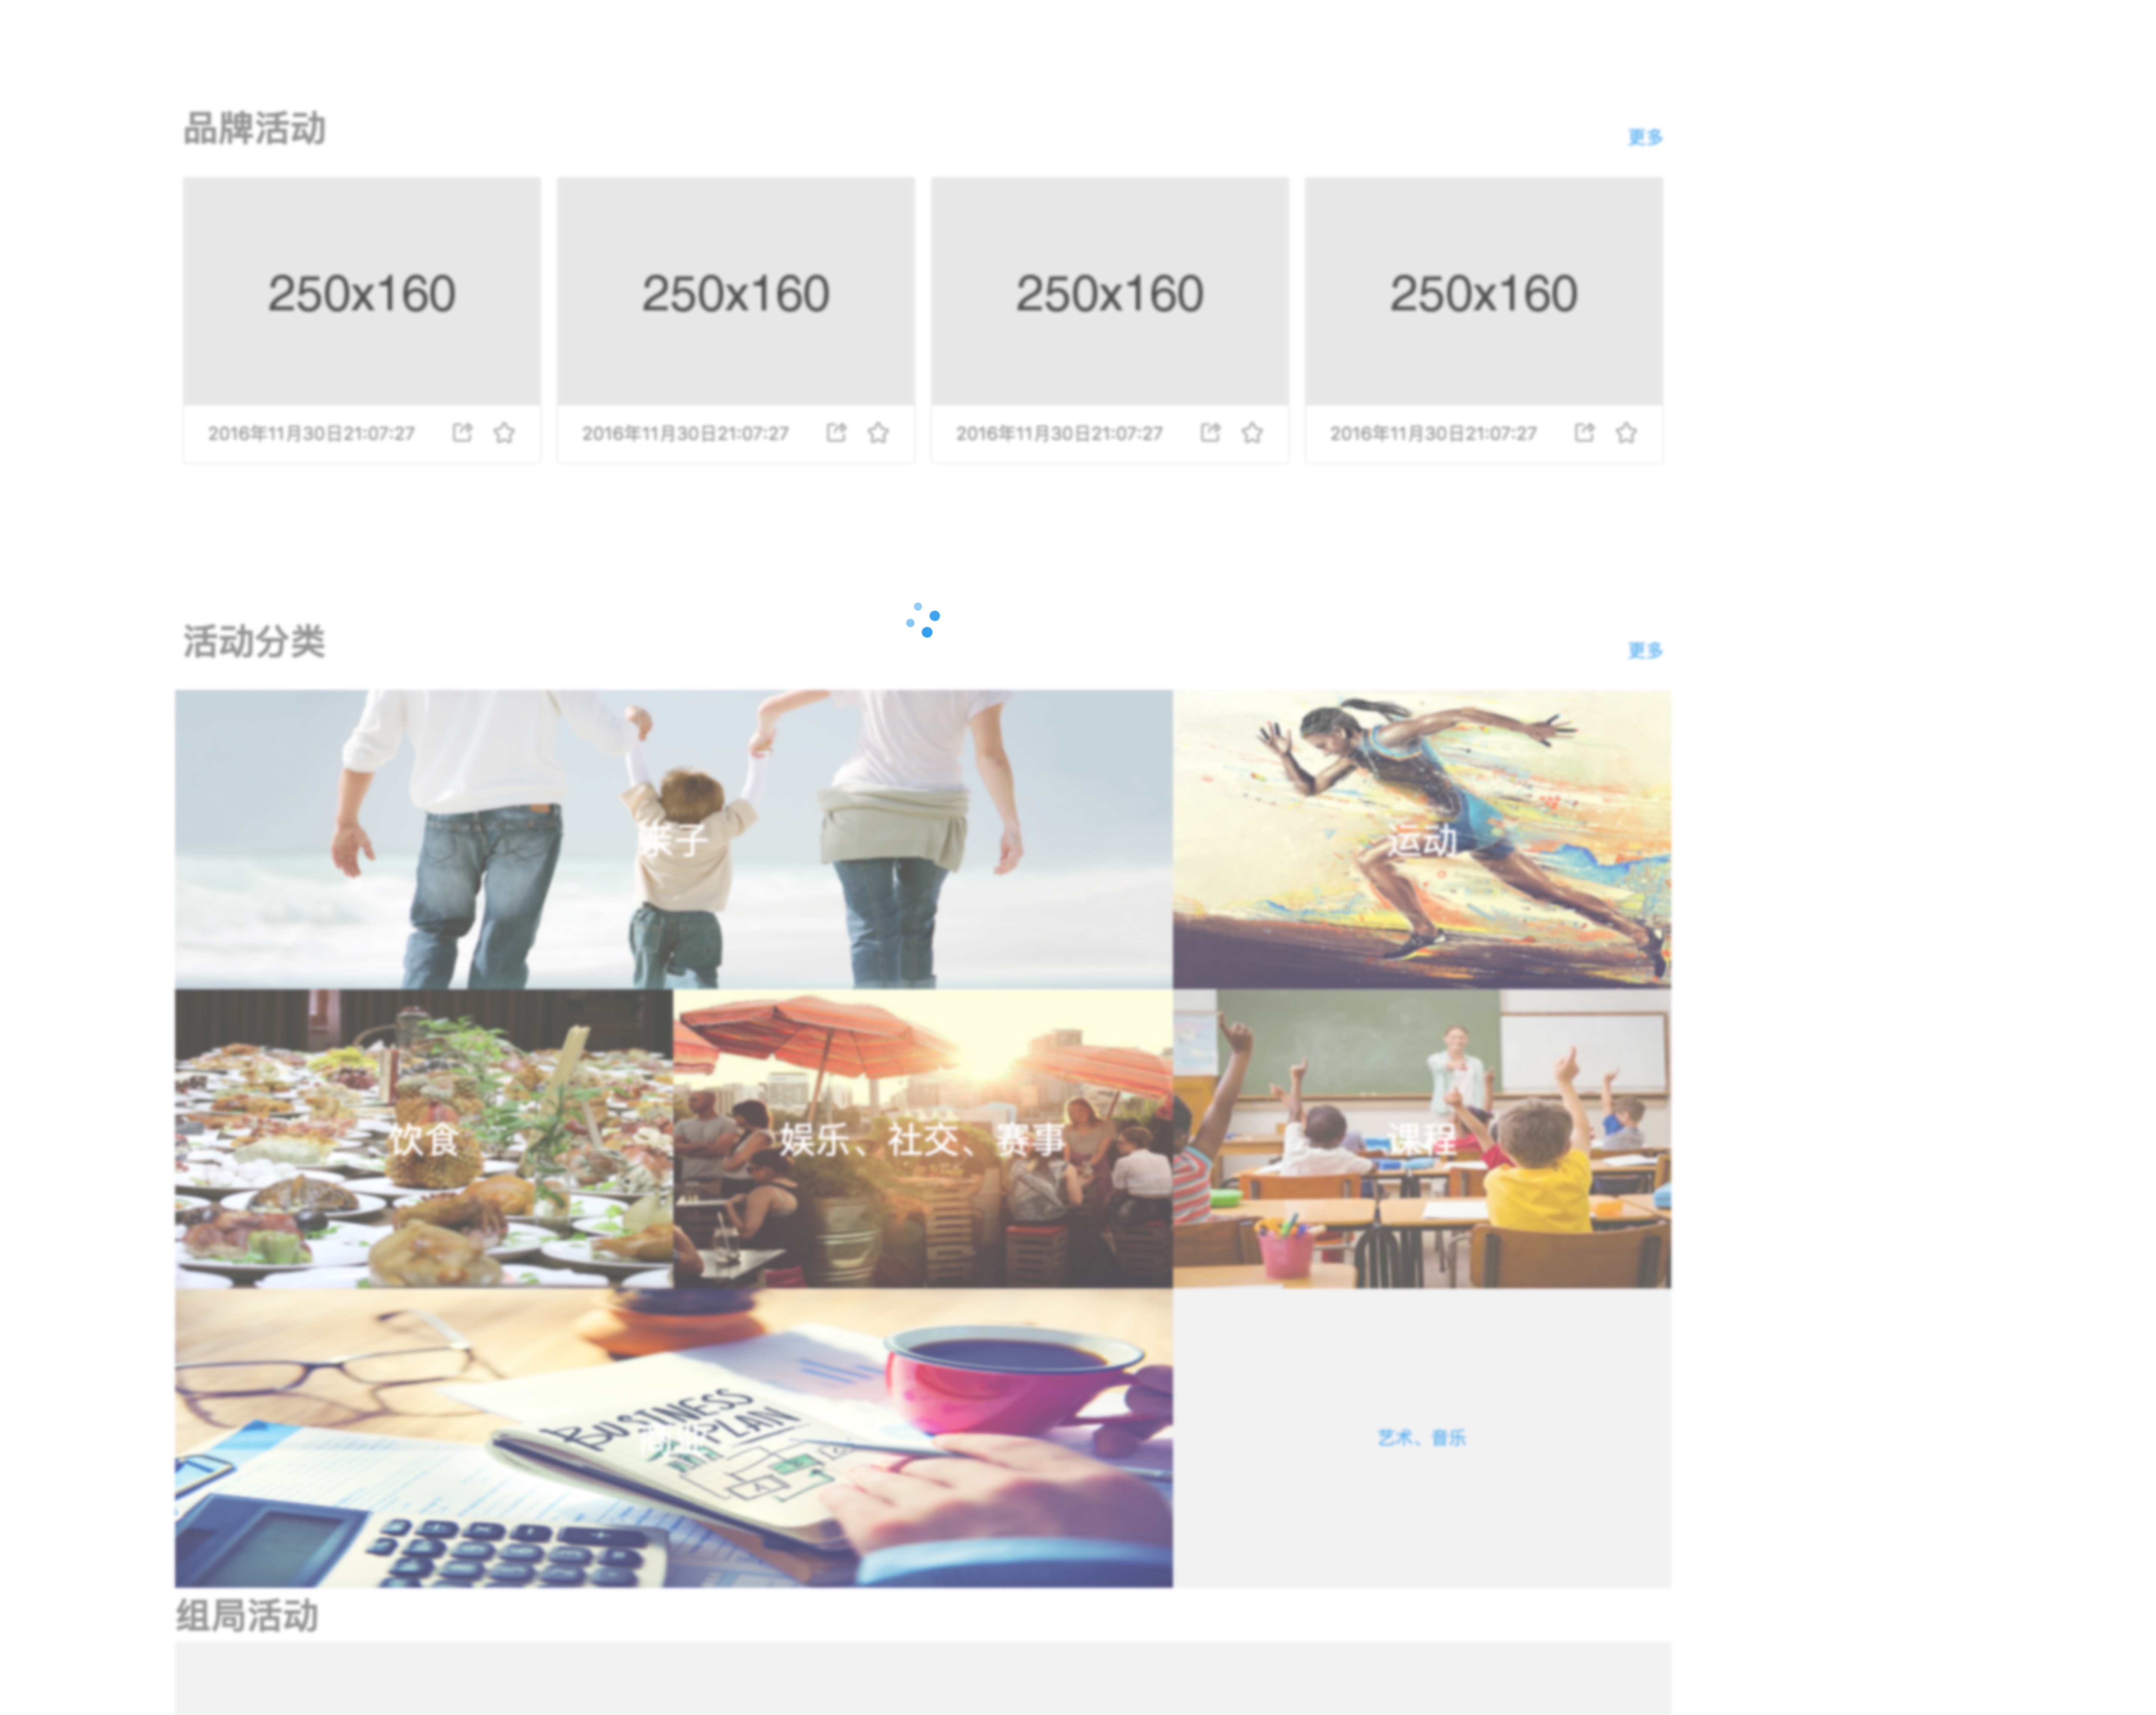 品牌活动
更多
250x160
250x160
250x160
250x160
2016年11月30日21:07:27
2016年11月30日21:07:27
2016年11月30日21:07:27
2016年11月30日21:07:27
活动分类
更多
亲子
运动
饮食
娱乐、社交、赛事
课程
BUSINESS
PLAN
商业
艺术、音乐
组局活动